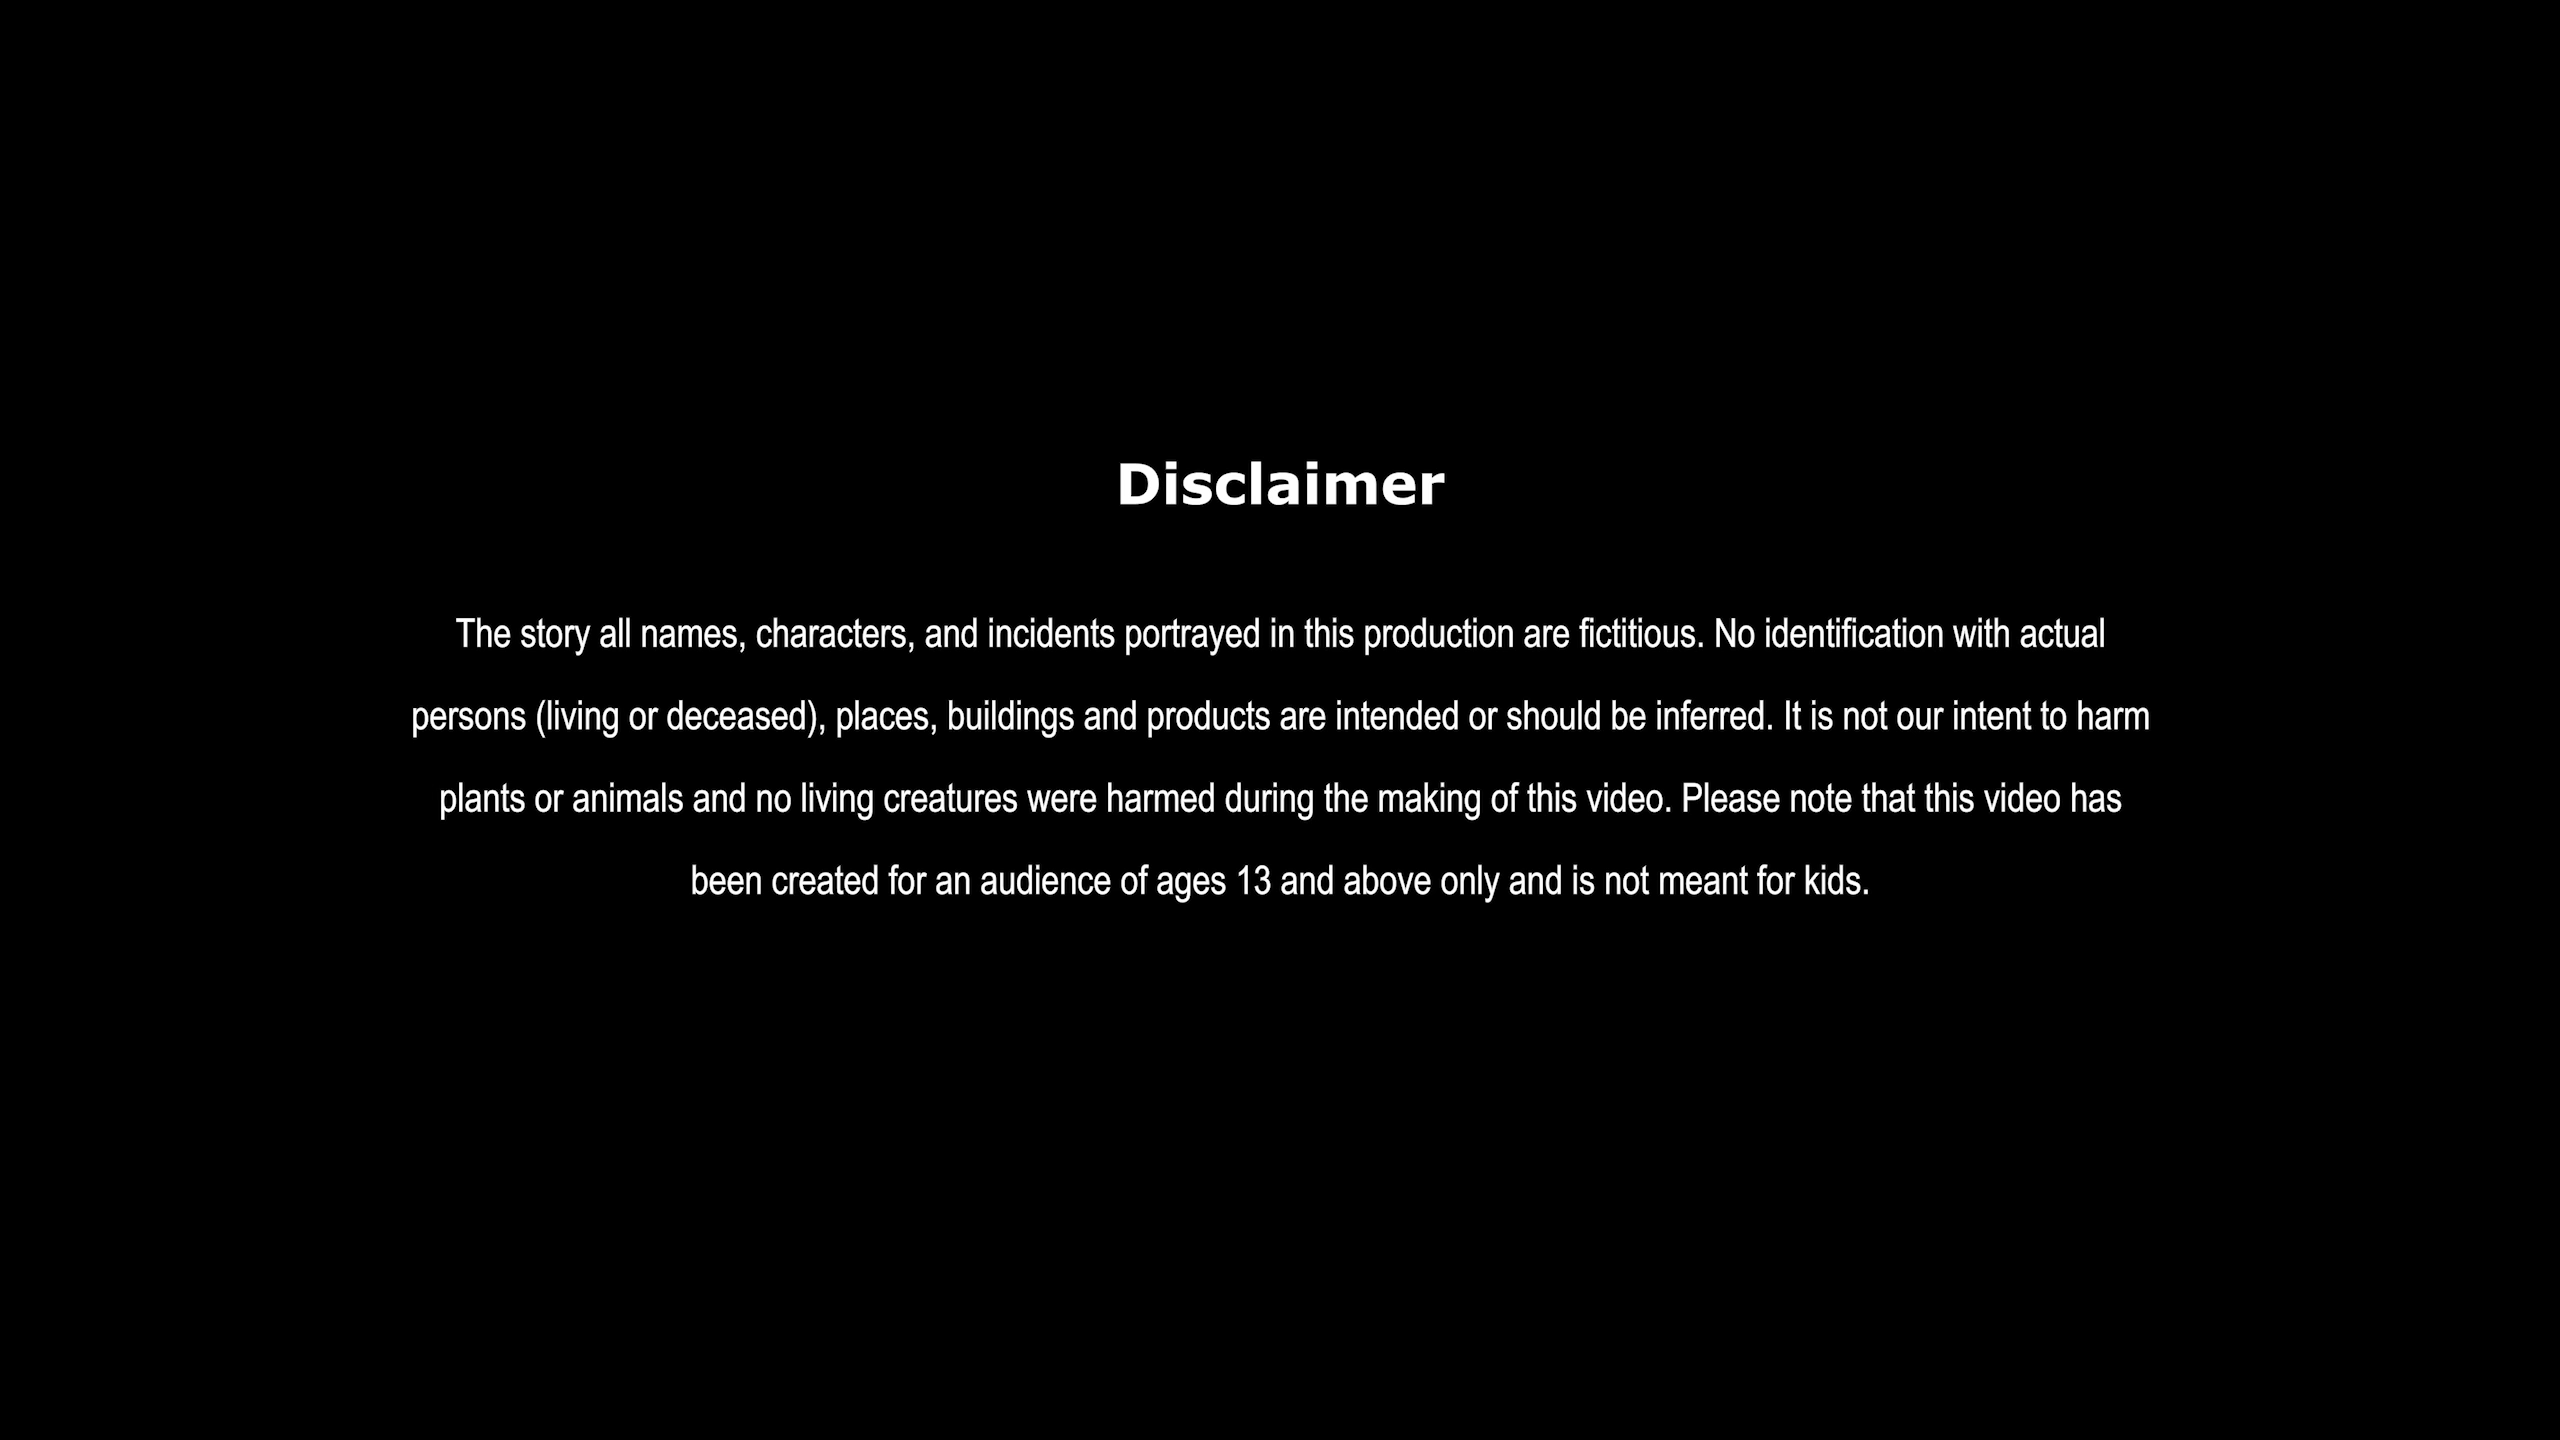 Disclaimer
The story all names, characters, and incidents portrayed in this production are fictitious. No identification with actual
persons (living or deceased), places, buildings and products are intended or should be inferred. It is not our intent to harm
plants or animals and no living creatures were harmed during the making of this video. Please note that this video has
been created for an audience of ages 13 and above only and is not meant for kids.